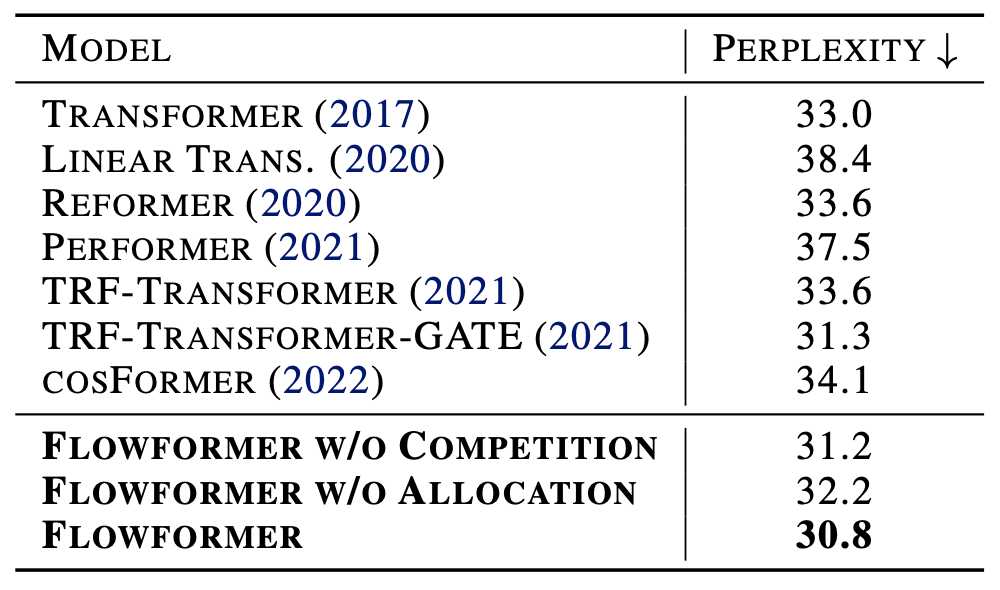 MODEL PERPLEXITY ↓
TRANSFORMER (2017) 33.0
LINEAR TRANS. (2020) 38.4
REFORMER (2020) 33.6
PERFORMER (2021) 37.5
TRF-TRANSFORMER (2021) 33.6
TRF-TRANSFORMER-GATE (2021) 31.3
COSFORMER (2022) 34.1
FLOWFORMER W/O COMPETITION 31.2
FLOWFORMER W/O ALLOCATION 32.2
FLOWFORMER 30.8